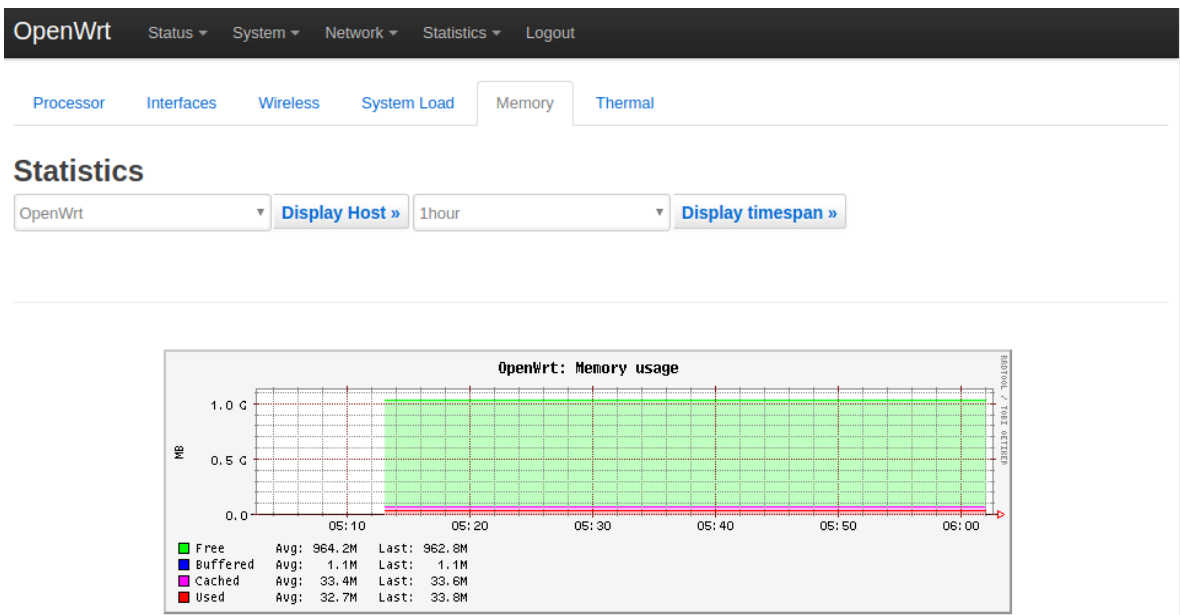 OpenWrt Status System Network Statistics Logout
Processor Interfaces Wireless System Load Memory Thermal
Statistics
OpenWrt Display Host » 1hour Display timespan »
OpenWrt: Memory usage
RRDTOOL / TOBI OETIKER
MB
1.0 G
0.5 G
0.0
05:10 05:20 05:30 05:40 05:50 06:00
Free Avg: 964.2M Last: 962.8M
Buffered Avg: 1.1M Last: 1.1M
Cached Avg: 33.4M Last: 33.6M
Used Avg: 32.7M Last: 33.8M